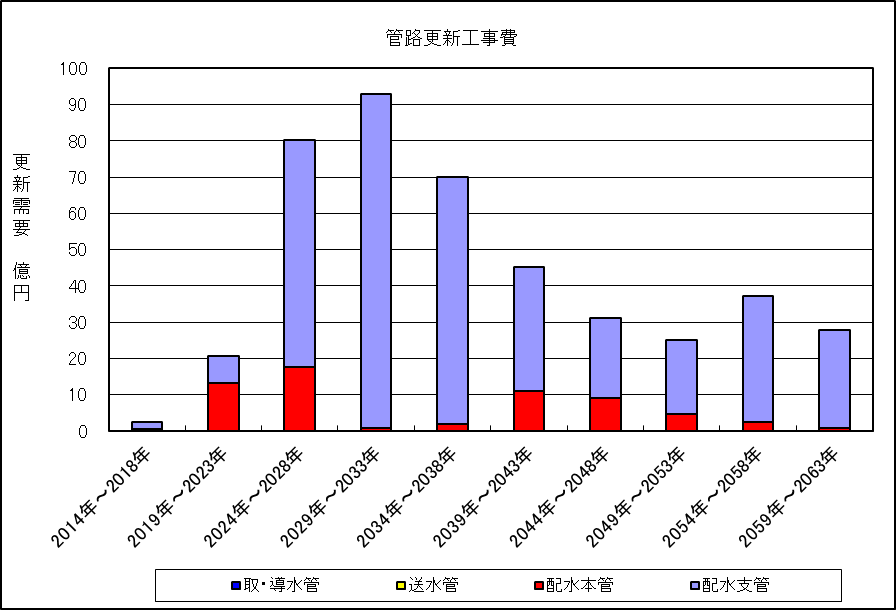 管路更新工事費
更新需要　億円
100
90
80
70
60
50
40
30
20
10
0
2014年～2018年
2019年～2023年
2024年～2028年
2029年～2033年
2034年～2038年
2039年～2043年
2044年～2048年
2049年～2053年
2054年～2058年
2059年～2063年
取・導水管　送水管　配水本管　配水支管